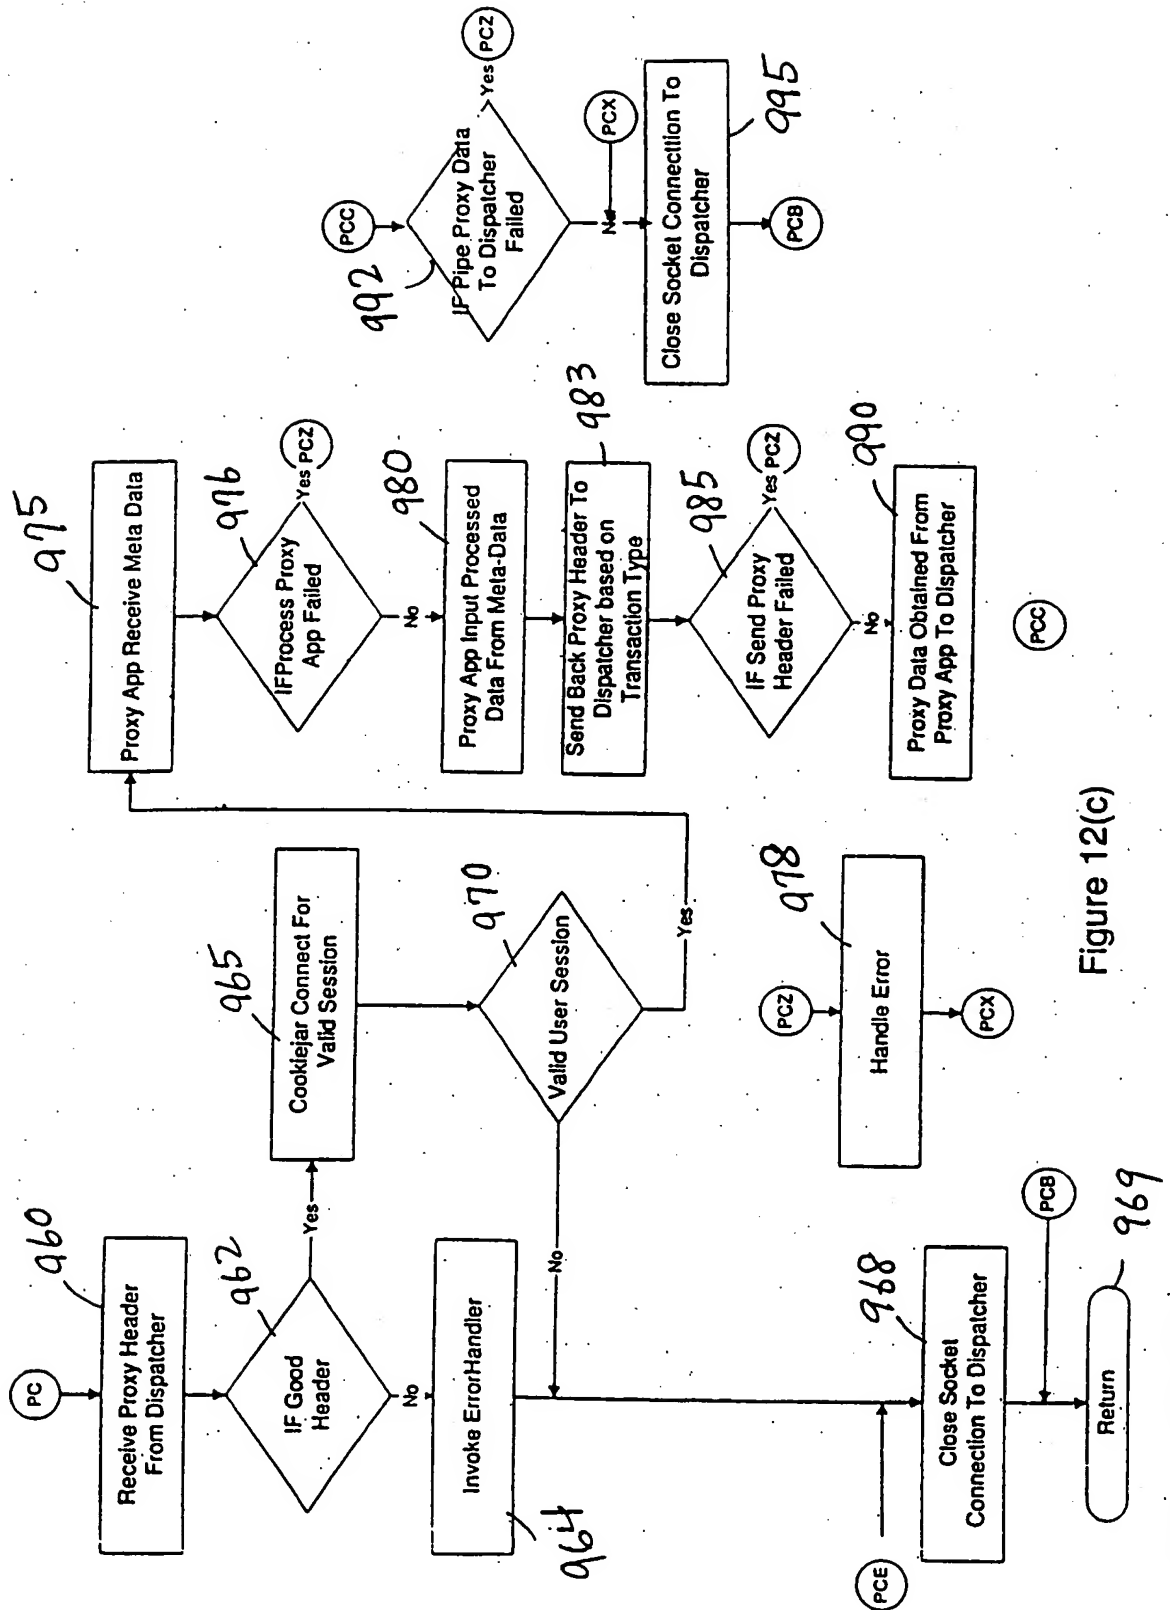 PC
960
Receive Proxy Header
From Dispatcher
962
IF Good
Header
Yes
No
Invoke ErrorHandler
964
965
Cookiejar Connect For
Valid Session
970
Valid User Session
No
Yes
PCE
968
Close Socket
Connection To Dispatcher
PCB
Return
969
PCZ
978
Handle Error
PCX
975
Proxy App Receive Meta Data
976
IFProcess Proxy
App Failed
Yes
PCZ
No
980
Proxy App Input Processed
Data From Meta-Data
983
Send Back Proxy Header To
Dispatcher based on
Transaction Type
985
IF Send Proxy
Header Failed
Yes
PCZ
No
990
Proxy Data Obtained From
Proxy App To Dispatcher
PCC
PCC
992
IF Pipe Proxy Data
To Dispatcher
Failed
Yes
PCZ
No
PCX
Close Socket Connection To
Dispatcher
995
PCB
Figure 12(c)